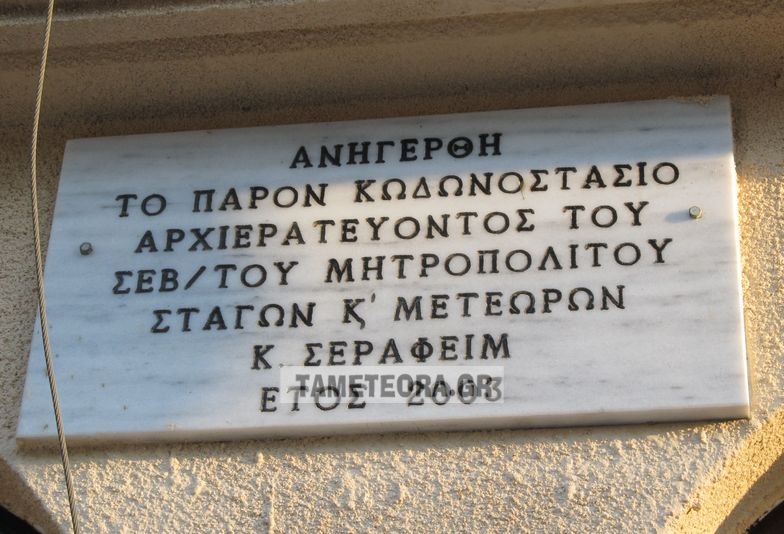 ΑΝΗΓΕΡΘΗ
ΤΟ ΠΑΡΟΝ ΚΩΔΩΝΟΣΤΑΣΙΟ
ΑΡΧΙΕΡΑΤΕΥΟΝΤΟΣ ΤΟΥ
ΣΕΒ/ΤΟΥ ΜΗΤΡΟΠΟΛΙΤΟΥ
ΣΤΑΓΩΝ Κ' ΜΕΤΕΩΡΩΝ
Κ. ΣΕΡΑΦΕΙΜ
TAMETEORA.GR
ΕΤΟΣ 2003